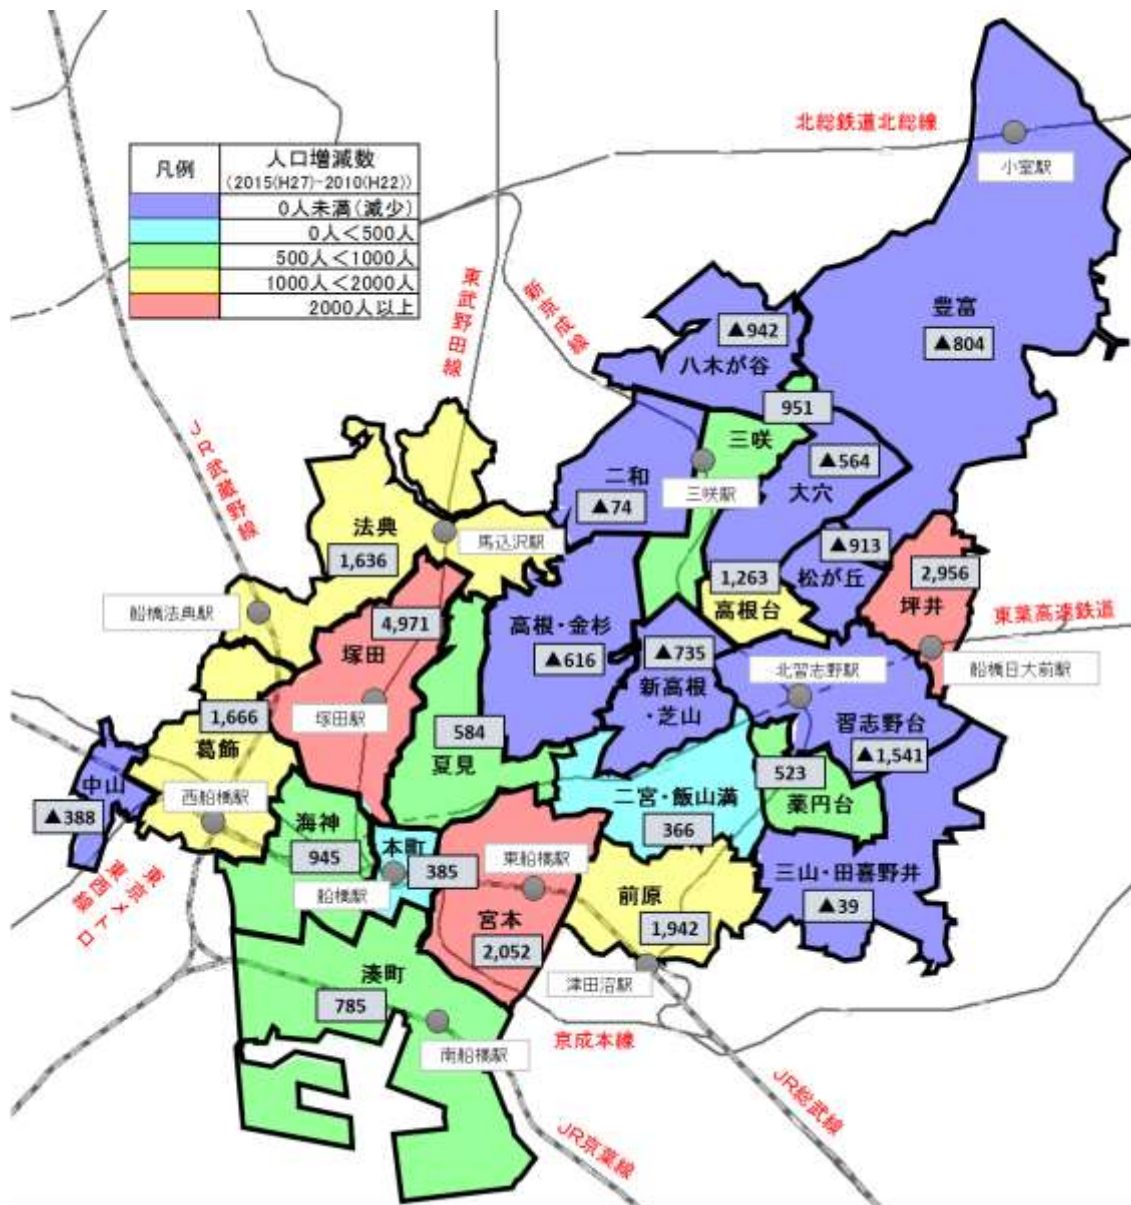 北総鉄道北総線
小室駅
凡例
人口増減数
(2015(H27)-2010(H22))
0人未満(減少)
0人<500人
500人<1000人
1000人<2000人
2000人以上
東武野田線
新京成線
豊富
▲804
▲942
八木が谷
951
三咲
▲564
大穴
二和
▲74
三咲駅
JR武蔵野線
法典
1,636
馬込沢駅
▲913
松が丘
2,956
坪井
1,263
高根台
東葉高速鉄道
船橋法典駅
4,971
塚田
高根・金杉
▲616
▲735
新高根
・芝山
北習志野駅
船橋日大前駅
1,666
葛飾
塚田駅
584
夏見
習志野台
▲1,541
中山
▲388
西船橋駅
523
薬円台
二宮・飯山満
366
海神
945
本町
385
船橋駅
東船橋駅
宮本
2,052
前原
1,942
三山・田喜野井
▲39
東京メトロ
東西線
湊町
785
津田沼駅
南船橋駅
京成本線
JR総武線
JR京葉線